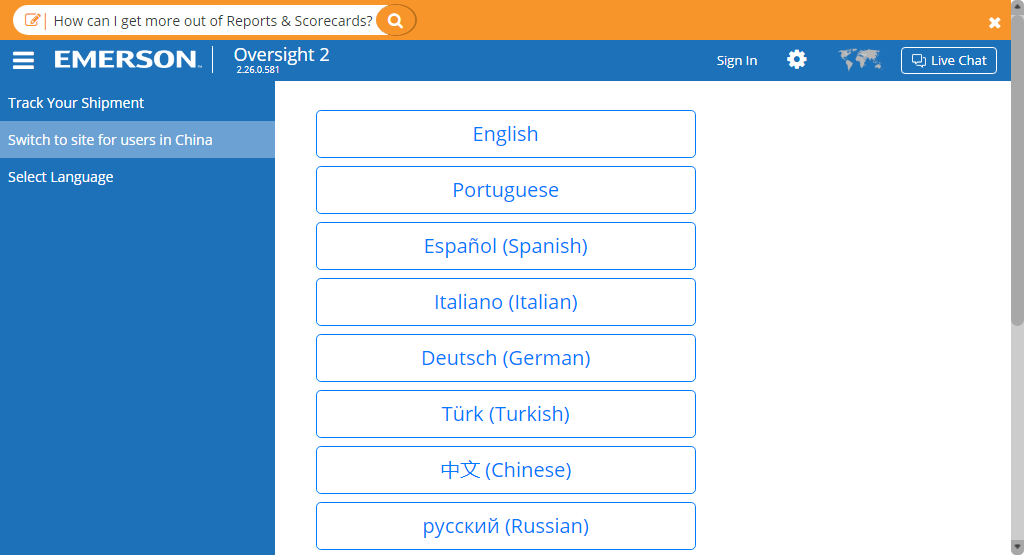 How can I get more out of Reports & Scorecards?
EMERSON™
Oversight 2
2.26.0.581
Sign In
Live Chat
Track Your Shipment
Switch to site for users in China
Select Language
English
Portuguese
Español (Spanish)
Italiano (Italian)
Deutsch (German)
Türk (Turkish)
中文 (Chinese)
русский (Russian)